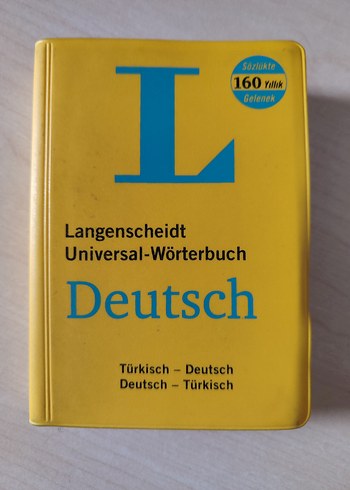 Sözlükte
160 Yıllık
Gelenek
L
Langenscheidt
Universal-Wörterbuch
Deutsch
Türkisch – Deutsch
Deutsch – Türkisch